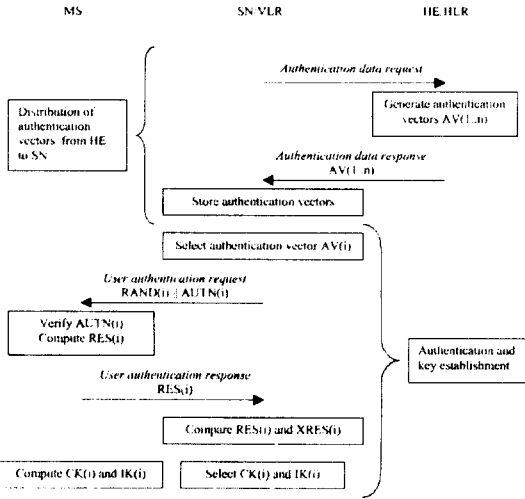 MS
SN/VLR
HE/HLR
Authentication data request
Distribution of
authentication
vectors from HE
to SN
Generate authentication
vectors AV(1..n)
Authentication data response
AV(1..n)
Store authentication vectors
Select authentication vector AV(i)
User authentication request
RAND(i) || AUTN(i)
Verify AUTN(i)
Compute RES(i)
Authentication and
key establishment
User authentication response
RES(i)
Compare RES(i) and XRES(i)
Compute CK(i) and IK(i)
Select CK(i) and IK(i)